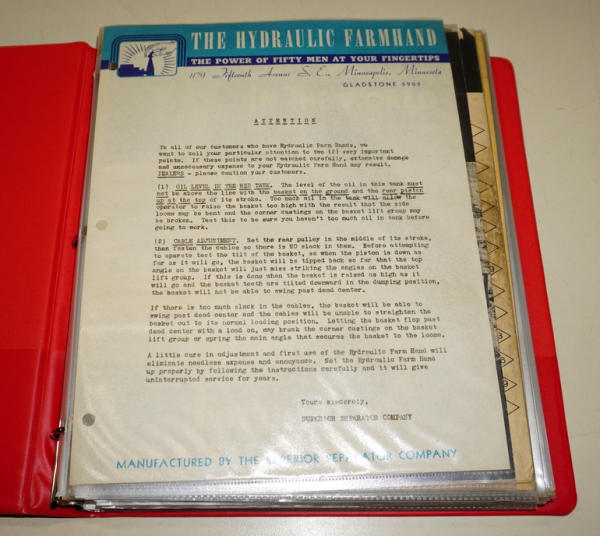 THE HYDRAULIC FARMHAND
THE POWER OF FIFTY MEN AT YOUR FINGERTIPS
1179 Fifteenth Avenue S. E., Minneapolis, Minnesota
GLADSTONE 5905
ATTENTION
To all of our customers who have Hydraulic Farm Hands, we
want to call your particular attention to two (2) very important
points. If these points are not watched carefully, extensive damage
and unnecessary expense to your Hydraulic Farm Hand may result.
DEALERS - please caution your customers.
(1) OIL LEVEL IN THE RED TANK. The level of the oil in this tank must
not be above the line with the basket on the ground and the rear piston
up at the top of its stroke. Too much oil in the tank will allow the
operator to raise the basket too high with the result that the side
looms may be bent and the corner castings on the basket lift group may
be broken. Test this to be sure you haven't too much oil in tank before
going to work.
(2) CABLE ADJUSTMENT. Set the rear pulley in the middle of its stroke,
then fasten the cables so there is NO slack in them. Before attempting
to operate test the tilt of the basket, so when the piston is down as
far as it will go, the basket will be tipped back so far that the top
angle on the basket will just miss striking the angles on the basket
lift group. If this is done when the basket is raised as high as it
will go and the basket teeth are tilted downward in the dumping position,
the basket will not be able to swing past dead center.
If there is too much slack in the cables, the basket will be able to
swing past dead center and the cables will be unable to straighten the
basket out to its normal loading position. Letting the basket flop past
dead center with a load on, may break the corner castings on the basket
lift group or spring the main angle that secures the basket to the looms.
A little care in adjustment and first use of the Hydraulic Farm Hand will
eliminate needless expense and annoyance. Set the Hydraulic Farm Hand
up properly by following the instructions carefully and it will give
uninterrupted service for years.
Yours sincerely,
SUPERIOR SEPARATOR COMPANY
MANUFACTURED BY THE SUPERIOR SEPARATOR COMPANY